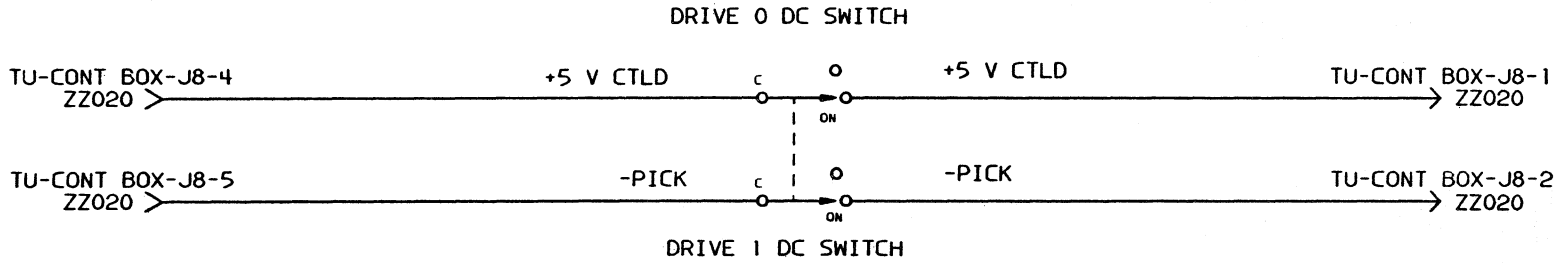 DRIVE 0 DC SWITCH
TU-CONT BOX-J8-4
ZZ020
+5 V CTLD
C
ON
+5 V CTLD
TU-CONT BOX-J8-1
ZZ020
TU-CONT BOX-J8-5
ZZ020
-PICK
C
ON
-PICK
TU-CONT BOX-J8-2
ZZ020
DRIVE 1 DC SWITCH